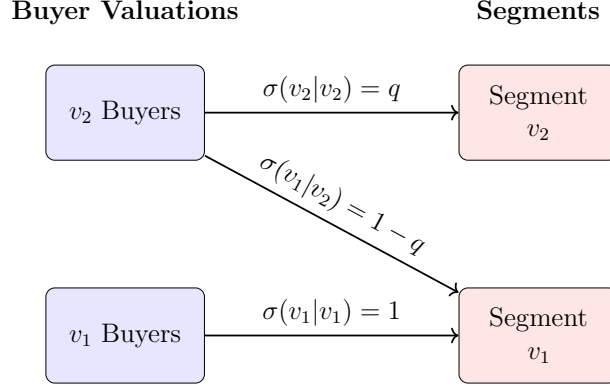 Buyer Valuations
Segments
v₂ Buyers
σ(v₂|v₂) = q
Segment
v₂
σ(v₁|v₂) = 1 − q
v₁ Buyers
σ(v₁|v₁) = 1
Segment
v₁